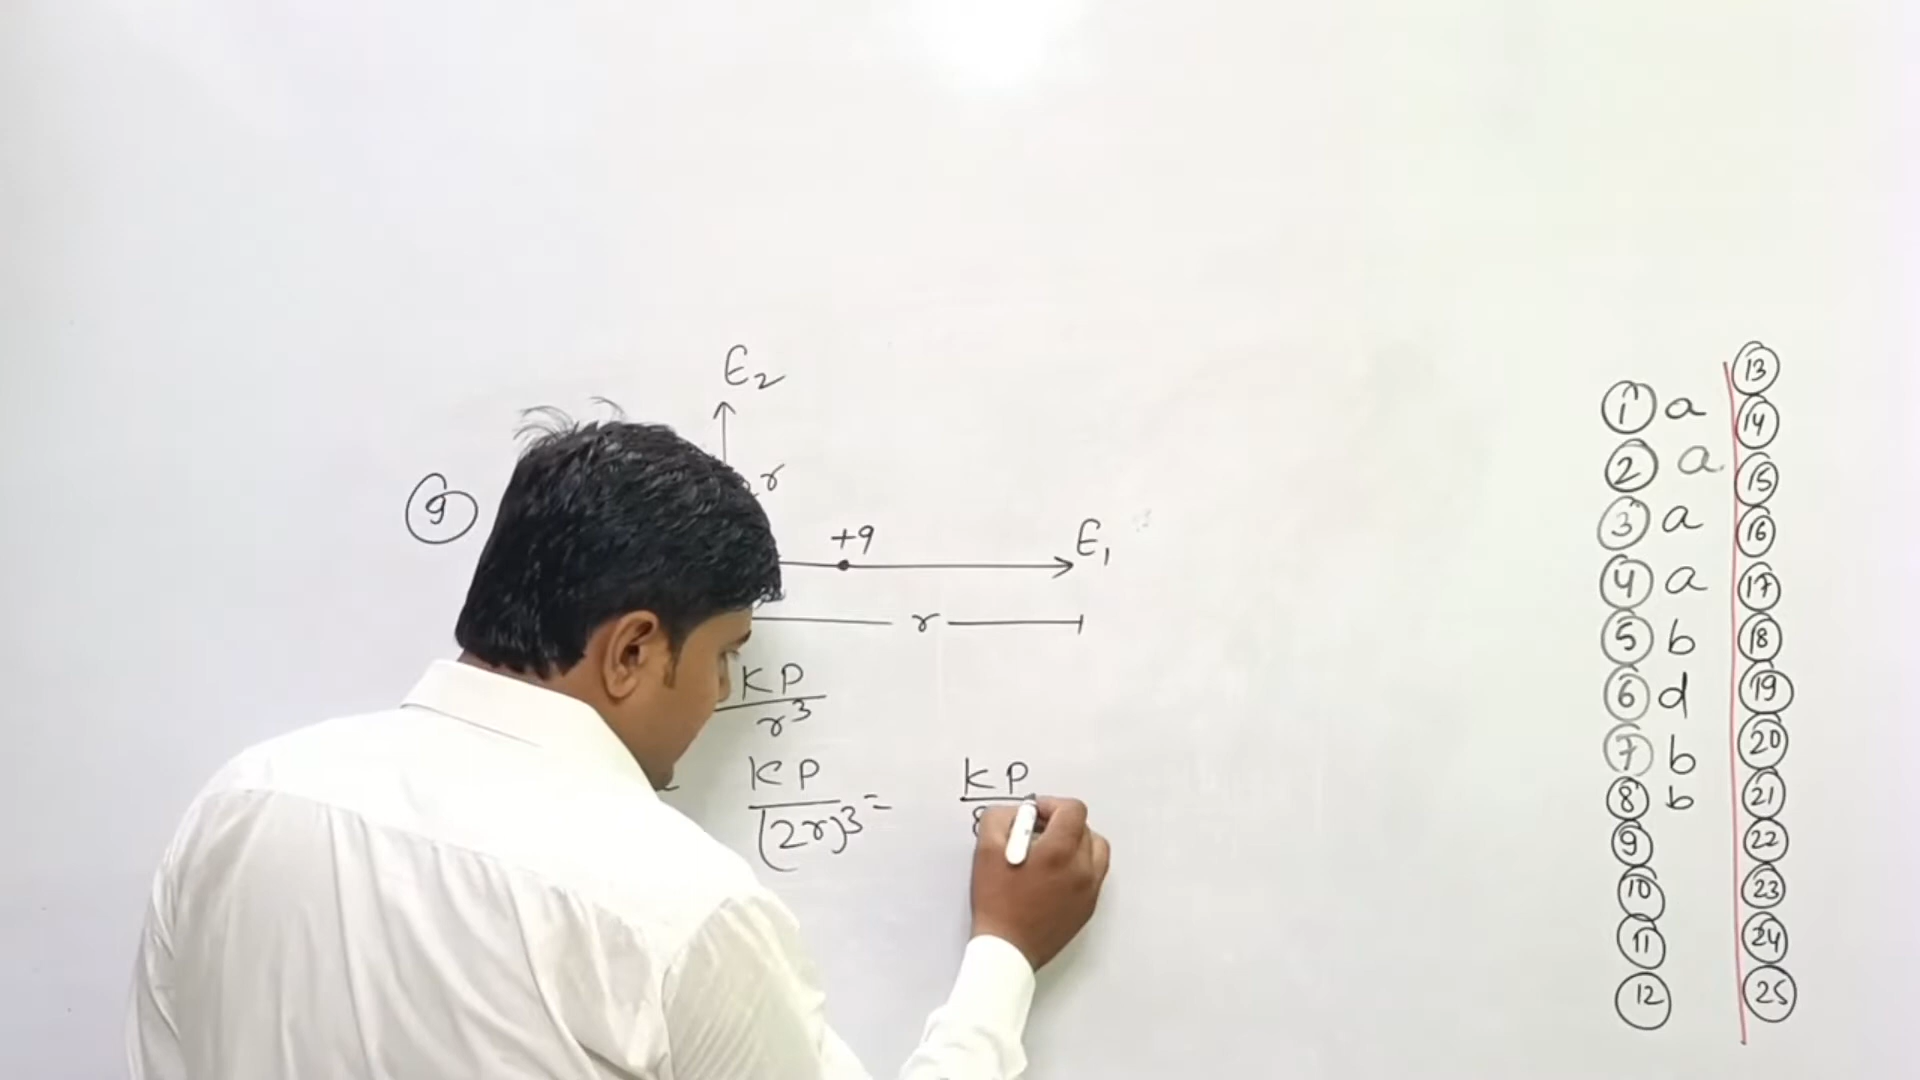 E₂
r
9
+q
E₁
r
KP
r³
KP
(2r)³ =
KP
8
1 a
2 a
3 a
4 a
5 b
6 d
7 b
8 b
9
10
11
12
13
14
15
16
17
18
19
20
21
22
23
24
25